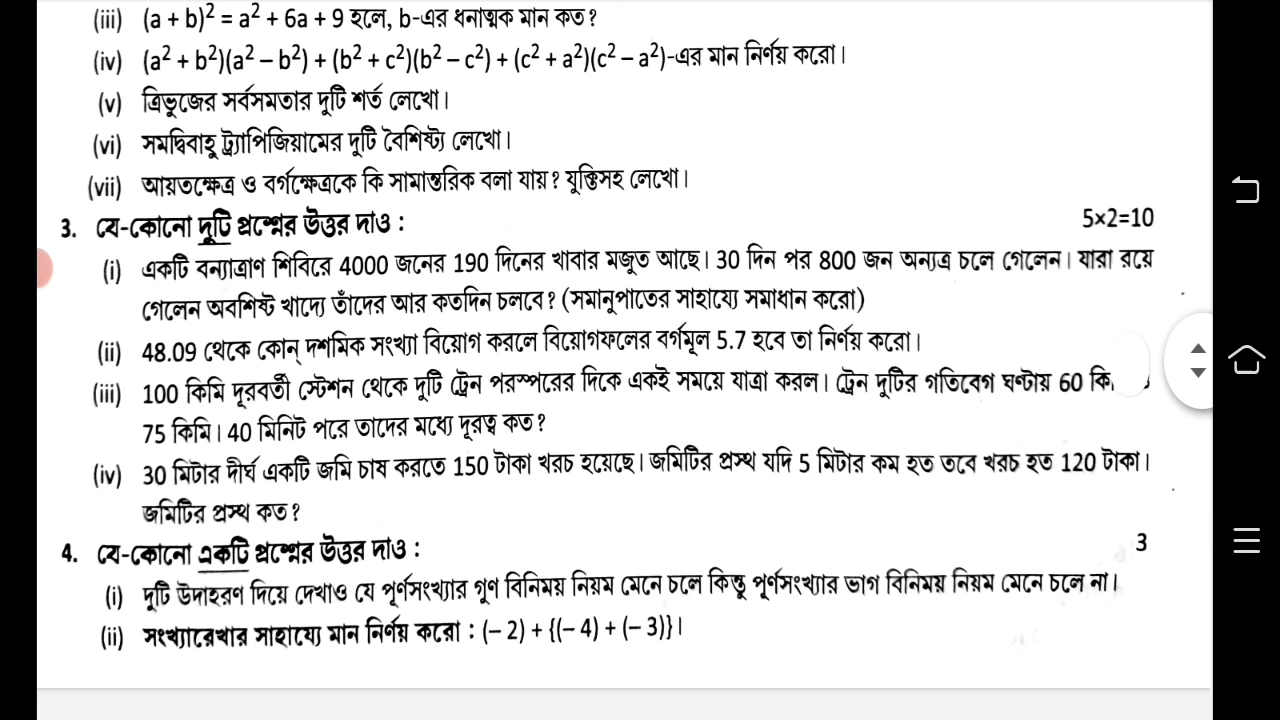 (iii) (a + b)² = a² + 6a + 9 হলে, b-এর ধনাত্মক মান কত?
(iv) (a² + b²)(a² – b²) + (b² + c²)(b² – c²) + (c² + a²)(c² – a²)-এর মান নির্ণয় করো।
(v) ত্রিভুজের সর্বসমতার দুটি শর্ত লেখো।
(vi) সমদ্বিবাহু ট্র্যাপিজিয়ামের দুটি বৈশিষ্ট্য লেখো।
(vii) আয়তক্ষেত্র ও বর্গক্ষেত্রকে কি সামান্তরিক বলা যায়? যুক্তিসহ লেখো।
3. যে-কোনো দুটি প্রশ্নের উত্তর দাও : 5×2=10
(i) একটি বন্যাত্রাণ শিবিরে 4000 জনের 190 দিনের খাবার মজুত আছে। 30 দিন পর 800 জন অন্যত্র চলে গেলেন। যারা রয়ে
গেলেন অবশিষ্ট খাদ্যে তাঁদের আর কতদিন চলবে? (সমানুপাতের সাহায্যে সমাধান করো)
(ii) 48.09 থেকে কোন্ দশমিক সংখ্যা বিয়োগ করলে বিয়োগফলের বর্গমূল 5.7 হবে তা নির্ণয় করো।
(iii) 100 কিমি দূরবর্তী স্টেশন থেকে দুটি ট্রেন পরস্পরের দিকে একই সময়ে যাত্রা করল। ট্রেন দুটির গতিবেগ ঘণ্টায় 60
75 কিমি। 40 মিনিট পরে তাদের মধ্যে দূরত্ব কত?
(iv) 30 মিটার দীর্ঘ একটি জমি চাষ করতে 150 টাকা খরচ হয়েছে। জমিটির প্রস্থ যদি 5 মিটার কম হত তবে খরচ হত 120 টাকা।
জমিটির প্রস্থ কত?
4. যে-কোনো একটি প্রশ্নের উত্তর দাও : 3
(i) দুটি উদাহরণ দিয়ে দেখাও যে পূর্ণসংখ্যার গুণ বিনিময় নিয়ম মেনে চলে কিন্তু পূর্ণসংখ্যার ভাগ বিনিময় নিয়ম মেনে চলে না।
(ii) সংখ্যারেখার সাহায্যে মান নির্ণয় করো : (– 2) + {(– 4) + (– 3)}।